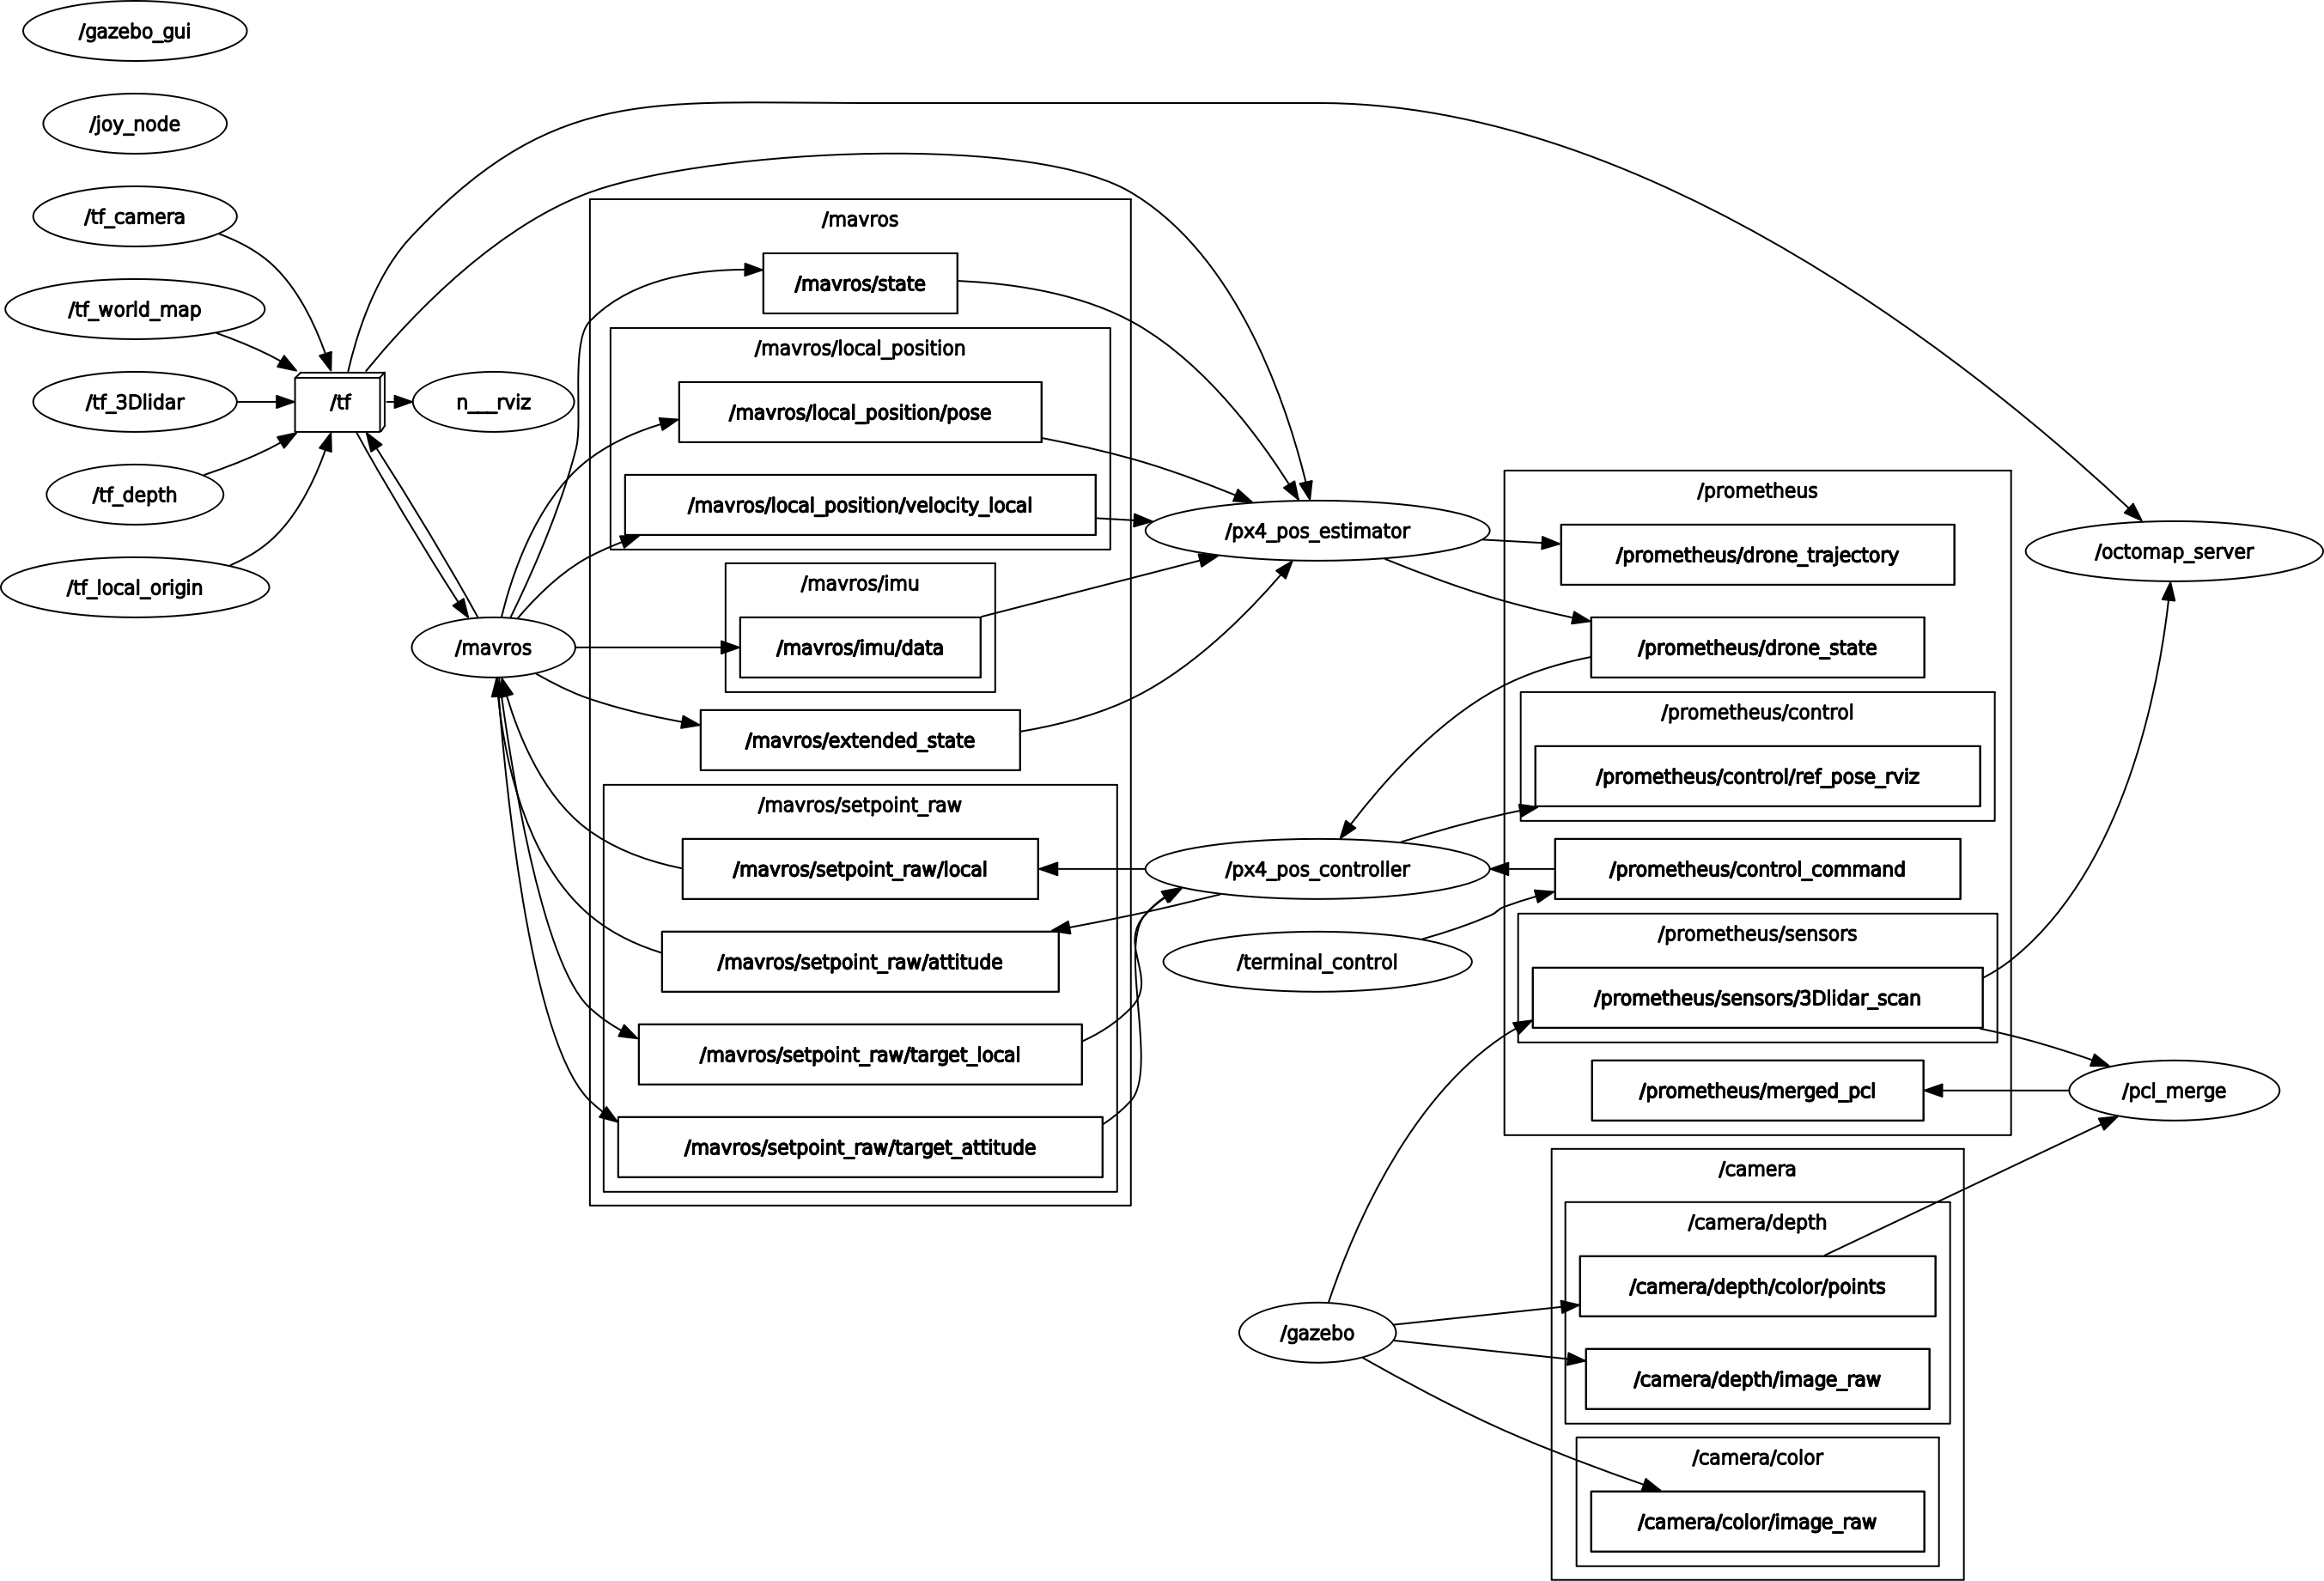 /gazebo_gui
/joy_node
/tf_camera
/tf_world_map
/tf_3Dlidar
/tf_depth
/tf_local_origin
/tf
n___rviz
/mavros
/mavros
/mavros/state
/mavros/local_position
/mavros/local_position/pose
/mavros/local_position/velocity_local
/mavros/imu
/mavros/imu/data
/mavros/extended_state
/mavros/setpoint_raw
/mavros/setpoint_raw/local
/mavros/setpoint_raw/attitude
/mavros/setpoint_raw/target_local
/mavros/setpoint_raw/target_attitude
/px4_pos_estimator
/px4_pos_controller
/terminal_control
/gazebo
/prometheus
/prometheus/drone_trajectory
/prometheus/drone_state
/prometheus/control
/prometheus/control/ref_pose_rviz
/prometheus/control_command
/prometheus/sensors
/prometheus/sensors/3Dlidar_scan
/prometheus/merged_pcl
/camera
/camera/depth
/camera/depth/color/points
/camera/depth/image_raw
/camera/color
/camera/color/image_raw
/octomap_server
/pcl_merge